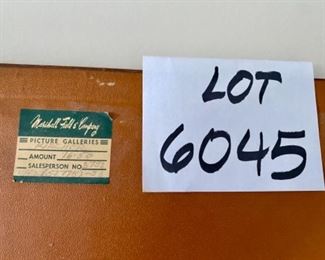 Marshall Field & Company
PICTURE GALLERIES
AMOUNT
SALESPERSON NO.
LOT
6045